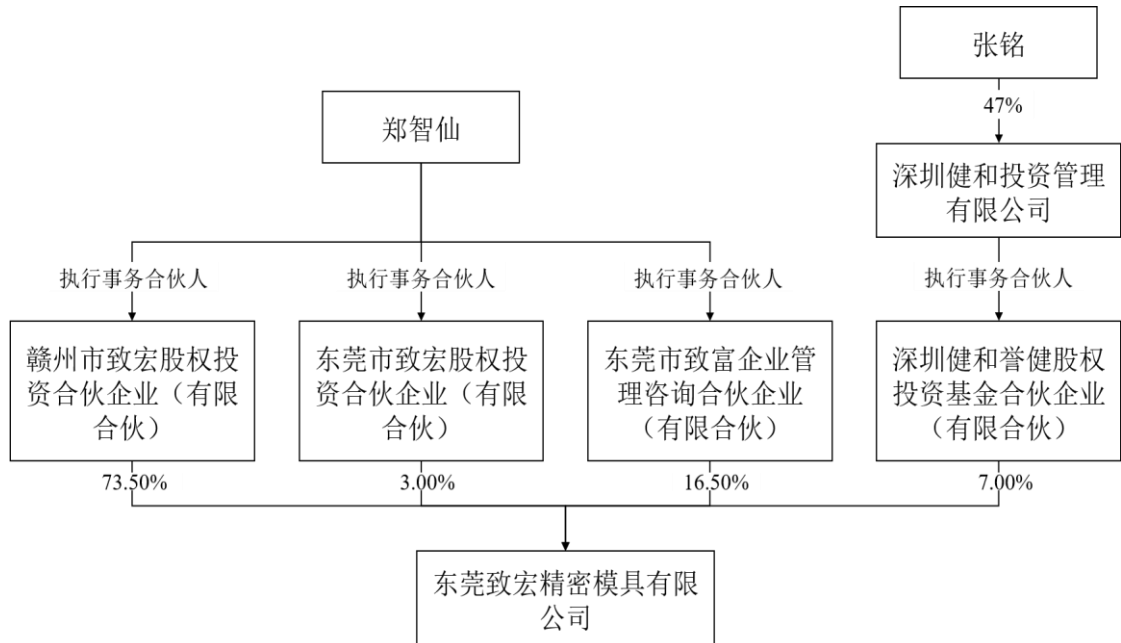 张铭
47%
郑智仙
深圳健和投资管理
有限公司
执行事务合伙人
执行事务合伙人
执行事务合伙人
执行事务合伙人
赣州市致宏股权投
资合伙企业（有限
合伙）
东莞市致宏股权投
资合伙企业（有限
合伙）
东莞市致富企业管
理咨询合伙企业
（有限合伙）
深圳健和誉健股权
投资基金合伙企业
（有限合伙）
73.50%
3.00%
16.50%
7.00%
东莞致宏精密模具有限
公司